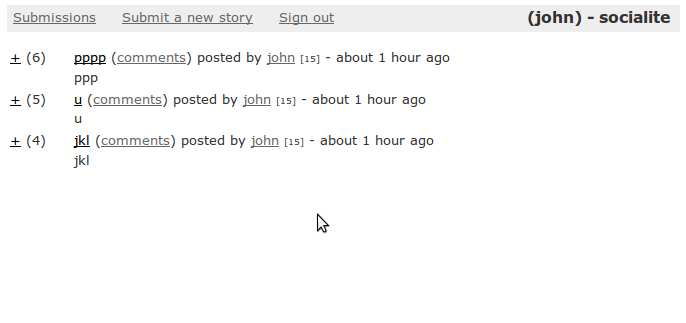 Submissions Submit a new story Sign out (john) - socialite
+ (6) pppp (comments) posted by john [15] - about 1 hour ago
ppp
+ (5) u (comments) posted by john [15] - about 1 hour ago
u
+ (4) jkl (comments) posted by john [15] - about 1 hour ago
jkl